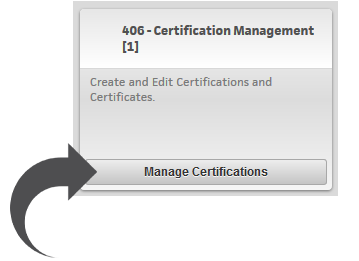 406 - Certification Management
[1]
Create and Edit Certifications and
Certificates.
Manage Certifications